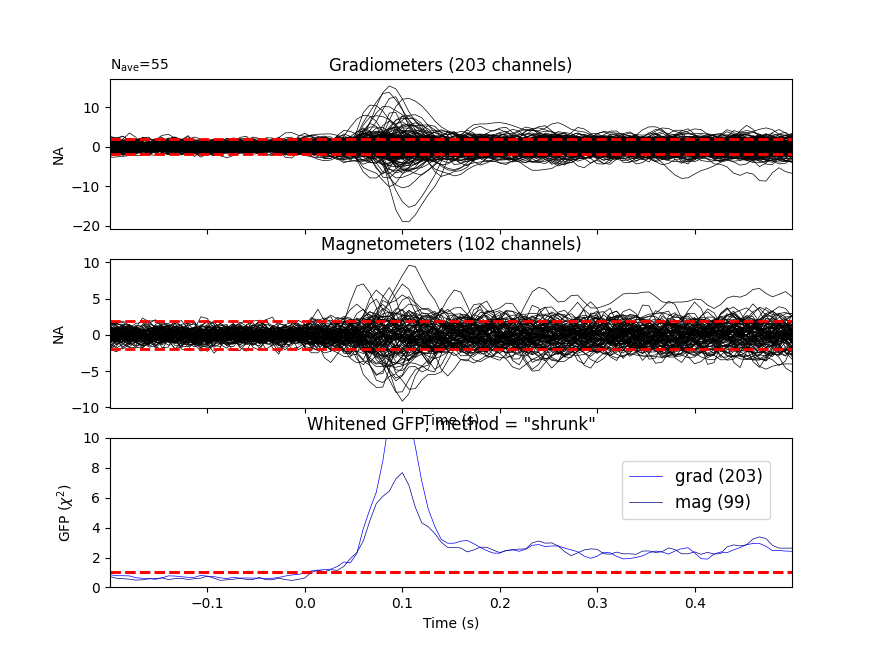 N_ave=55
Gradiometers (203 channels)
10
0
−10
−20
NA
Magnetometers (102 channels)
10
5
0
−5
−10
NA
Time (s)
Whitened GFP, method = "shrunk"
10
8
6
4
2
0
GFP (χ²)
grad (203)
mag (99)
−0.1 0.0 0.1 0.2 0.3 0.4
Time (s)